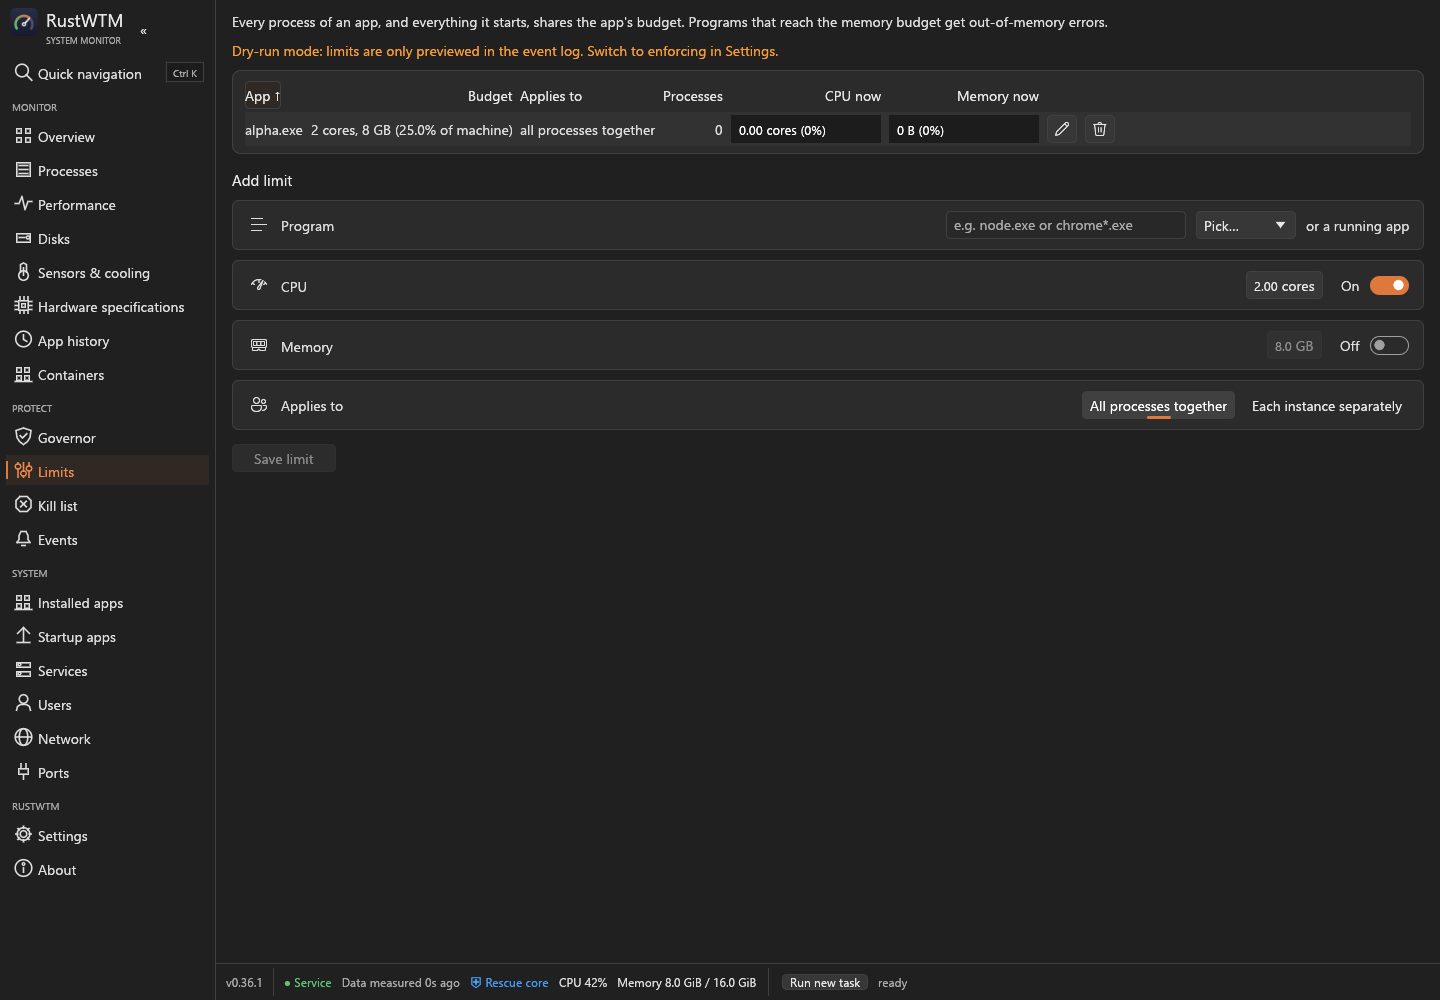 RustWTM
SYSTEM MONITOR
«
Quick navigation Ctrl K
MONITOR
Overview
Processes
Performance
Disks
Sensors & cooling
Hardware specifications
App history
Containers
PROTECT
Governor
Limits
Kill list
Events
SYSTEM
Installed apps
Startup apps
Services
Users
Network
Ports
RUSTWTM
Settings
About
Every process of an app, and everything it starts, shares the app's budget. Programs that reach the memory budget get out-of-memory errors.
Dry-run mode: limits are only previewed in the event log. Switch to enforcing in Settings.
App ↑ Budget Applies to Processes CPU now Memory now
alpha.exe 2 cores, 8 GB (25.0% of machine) all processes together 0 0.00 cores (0%) 0 B (0%)
Add limit
Program e.g. node.exe or chrome*.exe Pick... or a running app
CPU 2.00 cores On
Memory 8.0 GB Off
Applies to All processes together Each instance separately
Save limit
v0.36.1 Service Data measured 0s ago Rescue core CPU 42% Memory 8.0 GiB / 16.0 GiB Run new task ready